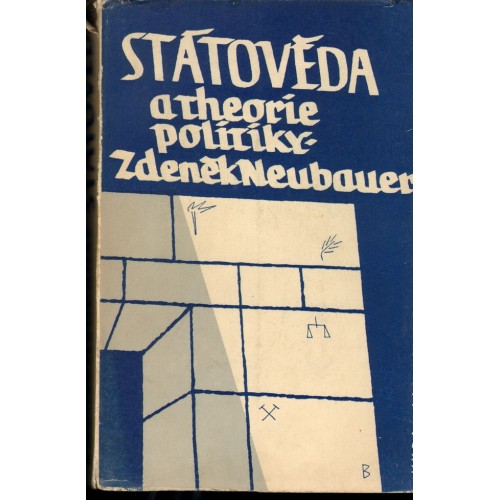 STÁTOVĚDA
a theorie
politiky·
Zdeněk Neubauer
B